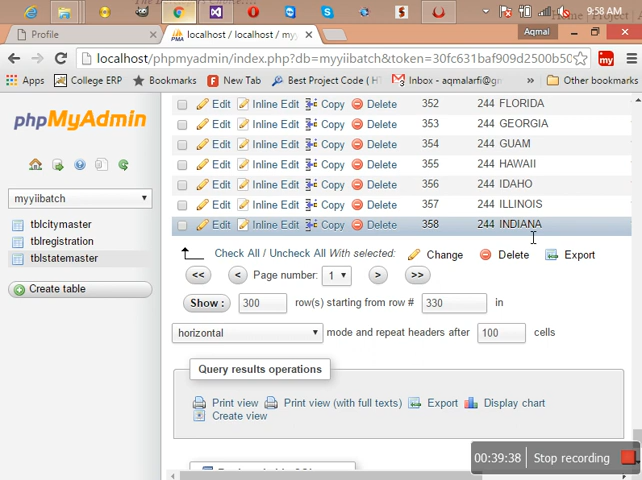 9:58 AM
Profile
localhost / localhost / my
Aqmal
localhost/phpmyadmin/index.php?db=myyiibatch&token=30fc631baf909d2500b50
my
Apps College ERP Bookmarks New Tab Best Project Code Inbox - aqmalarfi@gn Other bookmarks
phpMyAdmin
myyiibatch
tblcitymaster
tblregistration
tblstatemaster
Create table
Edit Inline Edit Copy Delete 352 244 FLORIDA
Edit Inline Edit Copy Delete 353 244 GEORGIA
Edit Inline Edit Copy Delete 354 244 GUAM
Edit Inline Edit Copy Delete 355 244 HAWAII
Edit Inline Edit Copy Delete 356 244 IDAHO
Edit Inline Edit Copy Delete 357 244 ILLINOIS
Edit Inline Edit Copy Delete 358 244 INDIANA
Check All / Uncheck All With selected: Change Delete Export
<< < Page number: 1 > >>
Show : 300 row(s) starting from row # 330 in
horizontal mode and repeat headers after 100 cells
Query results operations
Print view Print view (with full texts) Export Display chart
Create view
00:39:38 Stop recording